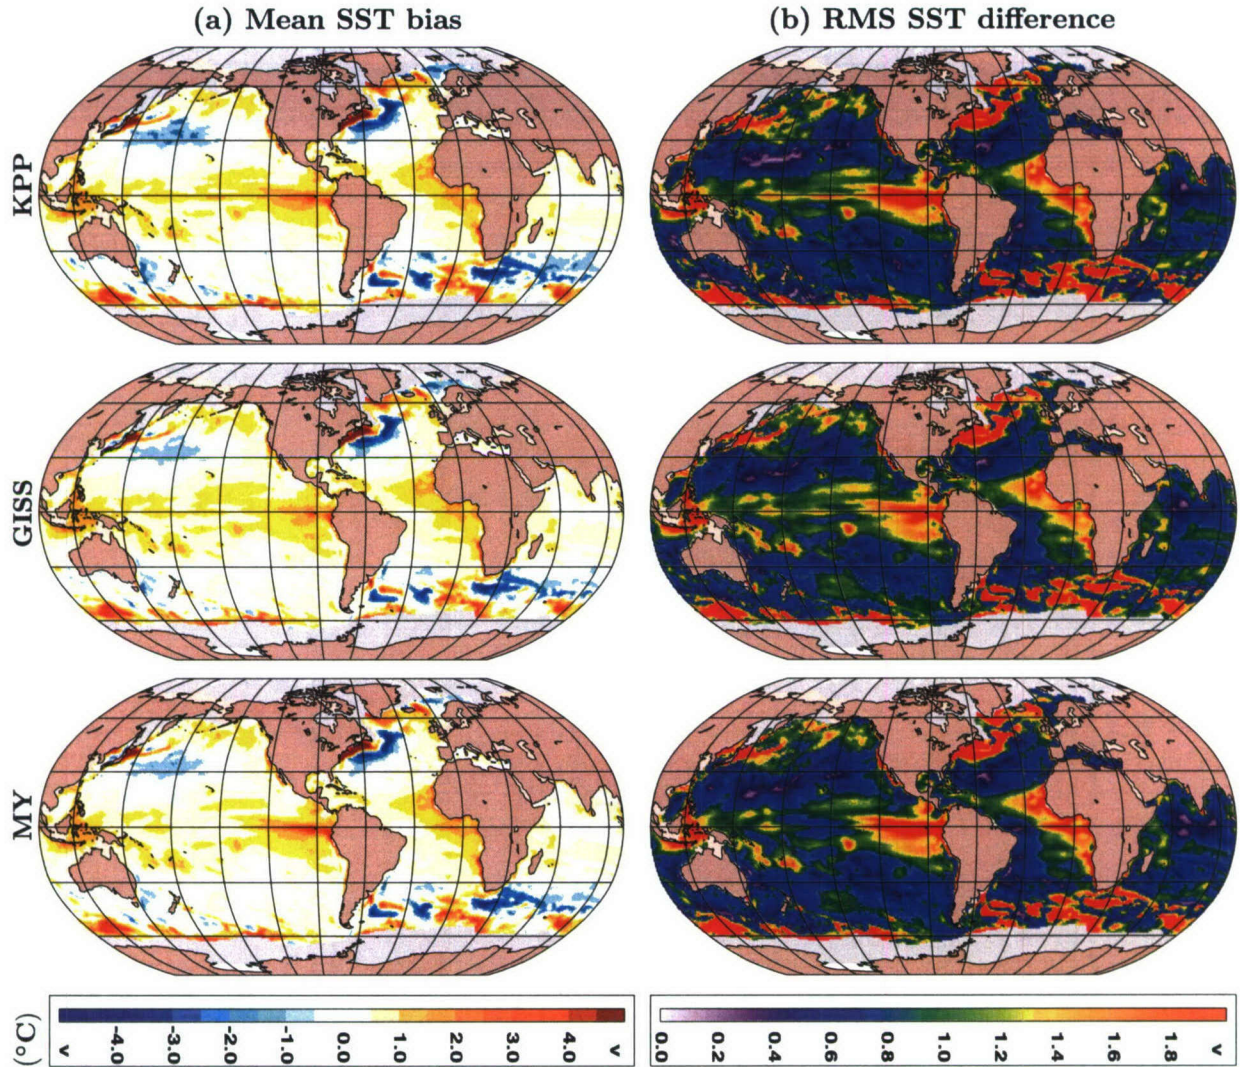 (a) Mean SST bias
(b) RMS SST difference
KPP
GISS
MY
(°C)
v -4.0 -3.0 -2.0 -1.0 0.0 1.0 2.0 3.0 4.0 v
0.0 0.2 0.4 0.6 0.8 1.0 1.2 1.4 1.6 1.8 v